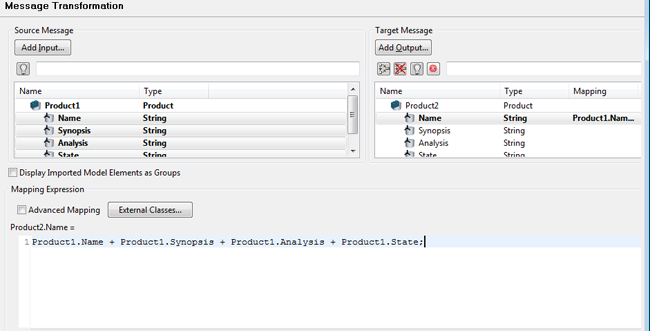 Message Transformation
Source Message
Add Input...
Name Type
Product1 Product
Name String
Synopsis String
Analysis String
State String
Target Message
Add Output...
Name Type Mapping
Product2 Product
Name String Product1.Nam...
Synopsis String
Analysis String
State String
Display Imported Model Elements as Groups
Mapping Expression
Advanced Mapping External Classes...
Product2.Name =
1 Product1.Name + Product1.Synopsis + Product1.Analysis + Product1.State;